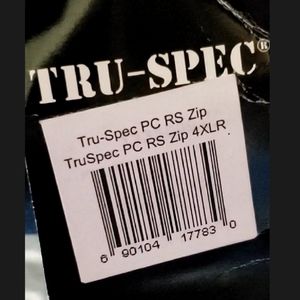 TRU-SPEC®
Tru-Spec PC RS Zip
TruSpec PC RS Zip 4XLR
6 90104 17783 0